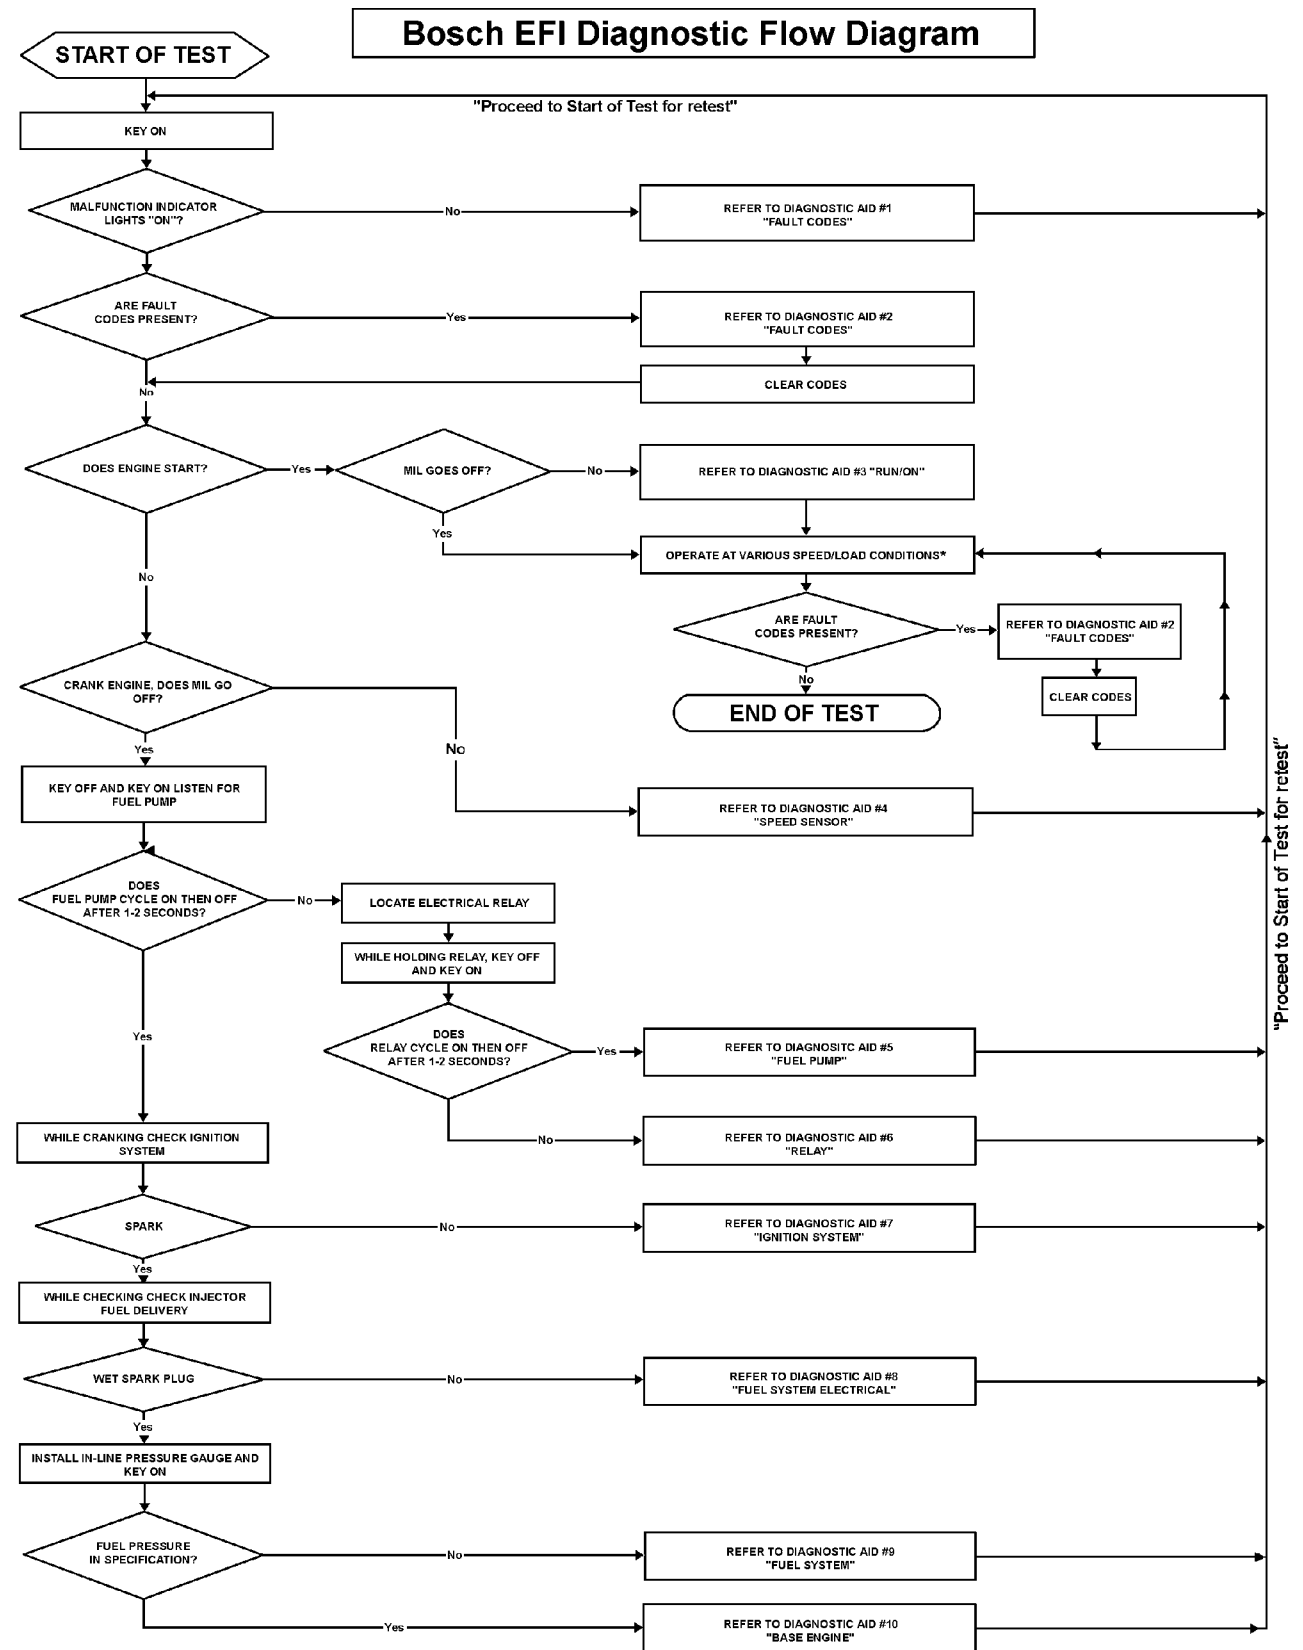 Bosch EFI Diagnostic Flow Diagram
START OF TEST
"Proceed to Start of Test for retest"
KEY ON
MALFUNCTION INDICATOR
LIGHTS "ON"?
No
REFER TO DIAGNOSTIC AID #1
"FAULT CODES"
ARE FAULT
CODES PRESENT?
Yes
REFER TO DIAGNOSTIC AID #2
"FAULT CODES"
CLEAR CODES
No
DOES ENGINE START?
Yes
MIL GOES OFF?
No
REFER TO DIAGNOSTIC AID #3 "RUN/ON"
Yes
OPERATE AT VARIOUS SPEED/LOAD CONDITIONS*
No
ARE FAULT
CODES PRESENT?
Yes
REFER TO DIAGNOSTIC AID #2
"FAULT CODES"
No
CLEAR CODES
END OF TEST
CRANK ENGINE, DOES MIL GO
OFF?
No
Yes
KEY OFF AND KEY ON LISTEN FOR
FUEL PUMP
REFER TO DIAGNOSTIC AID #4
"SPEED SENSOR"
"Proceed to Start of Test for retest"
DOES
FUEL PUMP CYCLE ON THEN OFF
AFTER 1-2 SECONDS?
No
LOCATE ELECTRICAL RELAY
WHILE HOLDING RELAY, KEY OFF
AND KEY ON
DOES
RELAY CYCLE ON THEN OFF
AFTER 1-2 SECONDS?
Yes
REFER TO DIAGNOSITC AID #5
"FUEL PUMP"
Yes
No
REFER TO DIAGNOSTIC AID #6
"RELAY"
WHILE CRANKING CHECK IGNITION
SYSTEM
SPARK
No
REFER TO DIAGNOSTIC AID #7
"IGNITION SYSTEM"
Yes
WHILE CHECKING CHECK INJECTOR
FUEL DELIVERY
WET SPARK PLUG
No
REFER TO DIAGNOSTIC AID #8
"FUEL SYSTEM ELECTRICAL"
Yes
INSTALL IN-LINE PRESSURE GAUGE AND
KEY ON
FUEL PRESSURE
IN SPECIFICATION?
No
REFER TO DIAGNOSTIC AID #9
"FUEL SYSTEM"
Yes
REFER TO DIAGNOSTIC AID #10
"BASE ENGINE"